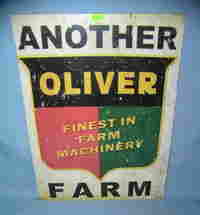 ANOTHER
OLIVER
FINEST IN
FARM
MACHINERY
FARM